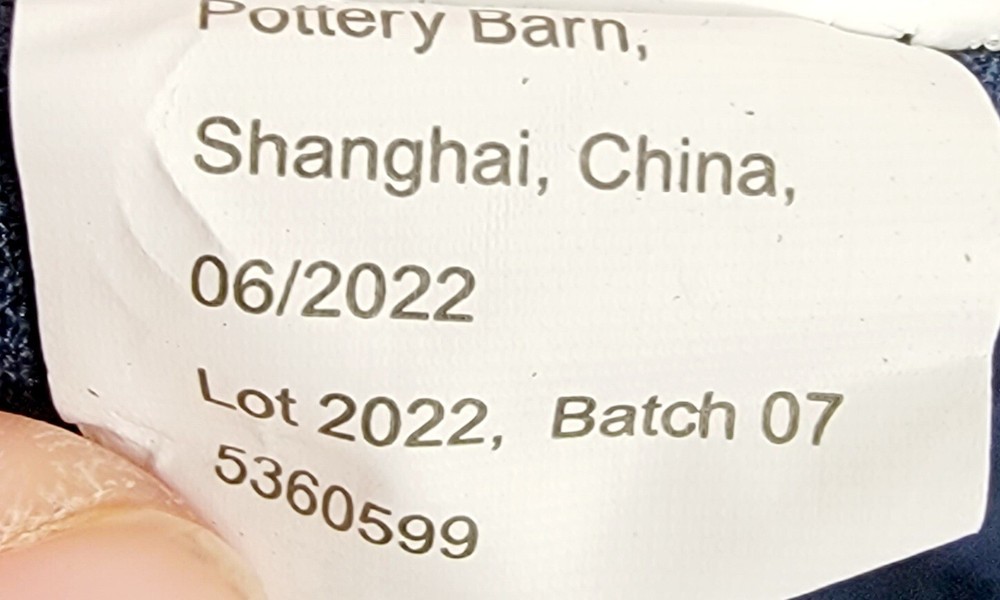 Pottery Barn,
Shanghai, China,
06/2022
Lot 2022, Batch 07
5360599